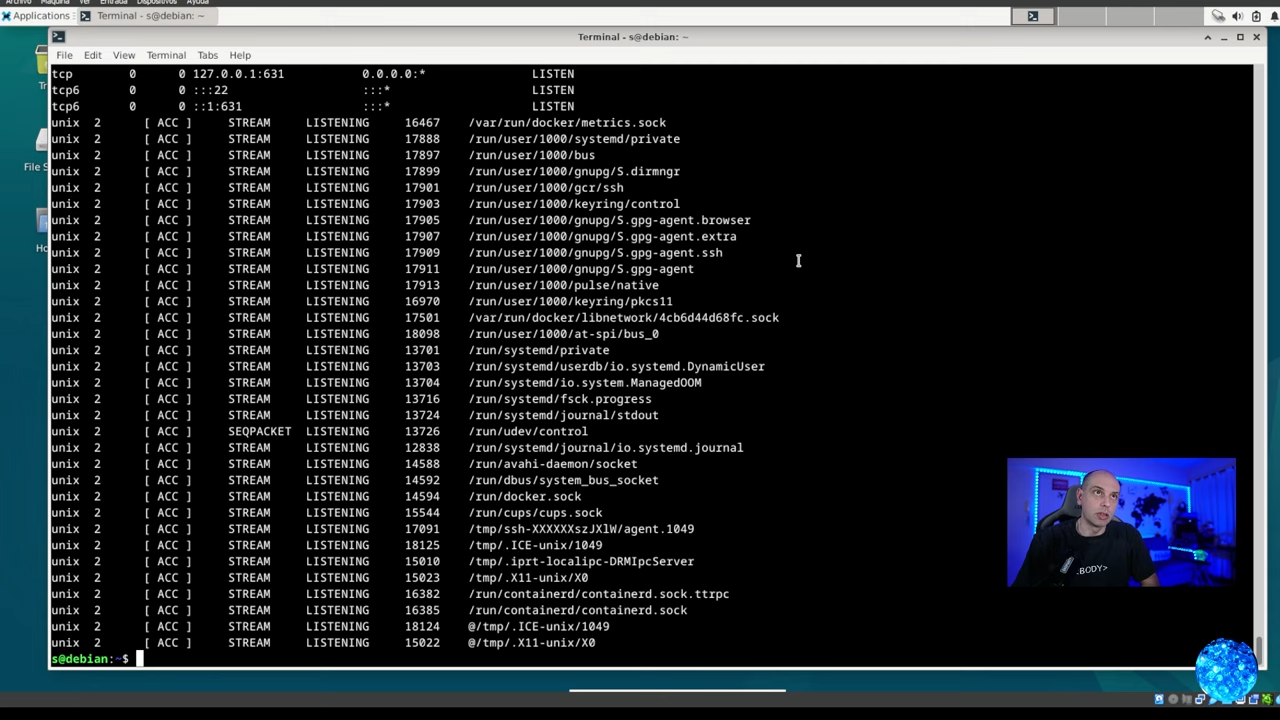 Archivo Máquina Ver Entrada Dispositivos Ayuda
Applications Terminal - s@debian: ~
Terminal - s@debian: ~
File Edit View Terminal Tabs Help
tcp 0 0 127.0.0.1:631 0.0.0.0:* LISTEN
tcp6 0 0 :::22 :::* LISTEN
tcp6 0 0 ::1:631 :::* LISTEN
unix 2 [ ACC ] STREAM LISTENING 16467 /var/run/docker/metrics.sock
unix 2 [ ACC ] STREAM LISTENING 17888 /run/user/1000/systemd/private
unix 2 [ ACC ] STREAM LISTENING 17897 /run/user/1000/bus
unix 2 [ ACC ] STREAM LISTENING 17899 /run/user/1000/gnupg/S.dirmngr
unix 2 [ ACC ] STREAM LISTENING 17901 /run/user/1000/gcr/ssh
unix 2 [ ACC ] STREAM LISTENING 17903 /run/user/1000/keyring/control
unix 2 [ ACC ] STREAM LISTENING 17905 /run/user/1000/gnupg/S.gpg-agent.browser
unix 2 [ ACC ] STREAM LISTENING 17907 /run/user/1000/gnupg/S.gpg-agent.extra
unix 2 [ ACC ] STREAM LISTENING 17909 /run/user/1000/gnupg/S.gpg-agent.ssh
unix 2 [ ACC ] STREAM LISTENING 17911 /run/user/1000/gnupg/S.gpg-agent
unix 2 [ ACC ] STREAM LISTENING 17913 /run/user/1000/pulse/native
unix 2 [ ACC ] STREAM LISTENING 16970 /run/user/1000/keyring/pkcs11
unix 2 [ ACC ] STREAM LISTENING 17501 /var/run/docker/libnetwork/4cb6d44d68fc.sock
unix 2 [ ACC ] STREAM LISTENING 18098 /run/user/1000/at-spi/bus_0
unix 2 [ ACC ] STREAM LISTENING 13701 /run/systemd/private
unix 2 [ ACC ] STREAM LISTENING 13703 /run/systemd/userdb/io.systemd.DynamicUser
unix 2 [ ACC ] STREAM LISTENING 13704 /run/systemd/io.system.ManagedOOM
unix 2 [ ACC ] STREAM LISTENING 13716 /run/systemd/fsck.progress
unix 2 [ ACC ] STREAM LISTENING 13724 /run/systemd/journal/stdout
unix 2 [ ACC ] SEQPACKET LISTENING 13726 /run/udev/control
unix 2 [ ACC ] STREAM LISTENING 12838 /run/systemd/journal/io.systemd.journal
unix 2 [ ACC ] STREAM LISTENING 14588 /run/avahi-daemon/socket
unix 2 [ ACC ] STREAM LISTENING 14592 /run/dbus/system_bus_socket
unix 2 [ ACC ] STREAM LISTENING 14594 /run/docker.sock
unix 2 [ ACC ] STREAM LISTENING 15544 /run/cups/cups.sock
unix 2 [ ACC ] STREAM LISTENING 17091 /tmp/ssh-XXXXXXszJXlW/agent.1049
unix 2 [ ACC ] STREAM LISTENING 18125 /tmp/.ICE-unix/1049
unix 2 [ ACC ] STREAM LISTENING 15010 /tmp/.iprt-localipc-DRMIpcServer
unix 2 [ ACC ] STREAM LISTENING 15023 /tmp/.X11-unix/X0
unix 2 [ ACC ] STREAM LISTENING 16382 /run/containerd/containerd.sock.ttrpc
unix 2 [ ACC ] STREAM LISTENING 16385 /run/containerd/containerd.sock
unix 2 [ ACC ] STREAM LISTENING 18124 @/tmp/.ICE-unix/1049
unix 2 [ ACC ] STREAM LISTENING 15022 @/tmp/.X11-unix/X0
s@debian:~$
Tr
File S
Ho
.BODY>